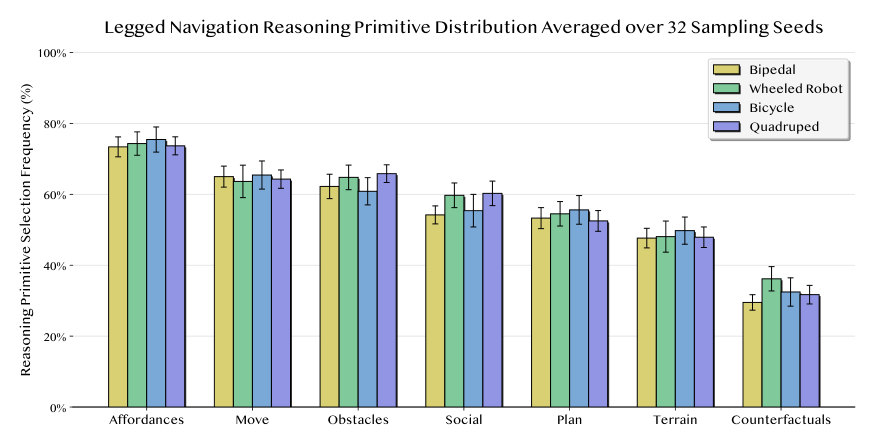 Legged Navigation Reasoning Primitive Distribution Averaged over 32 Sampling Seeds
Reasoning Primitive Selection Frequency (%)
100%
80%
60%
40%
20%
0%
Bipedal
Wheeled Robot
Bicycle
Quadruped
Affordances
Move
Obstacles
Social
Plan
Terrain
Counterfactuals